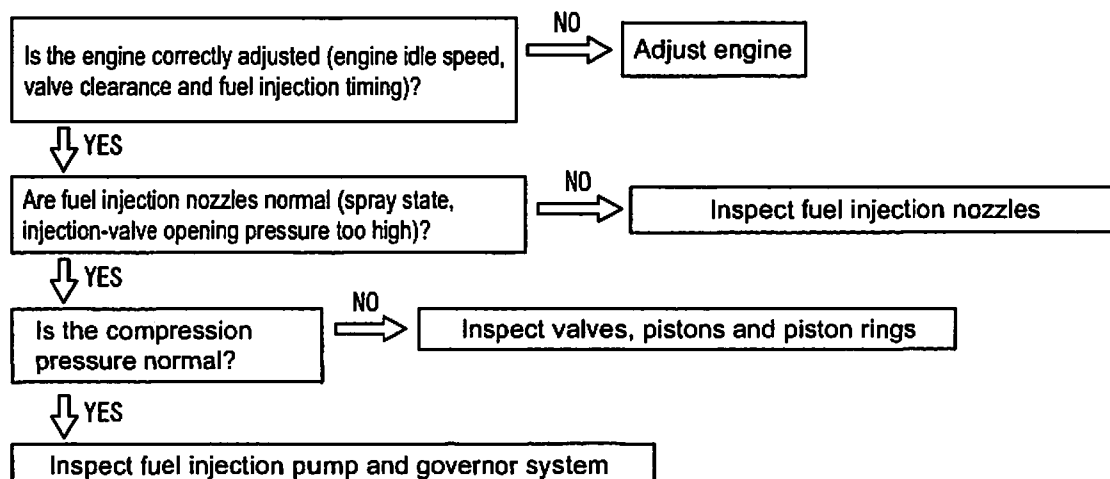 Is the engine correctly adjusted (engine idle speed,
valve clearance and fuel injection timing)?
NO
Adjust engine
YES
Are fuel injection nozzles normal (spray state,
injection-valve opening pressure too high)?
NO
Inspect fuel injection nozzles
YES
Is the compression
pressure normal?
NO
Inspect valves, pistons and piston rings
YES
Inspect fuel injection pump and governor system